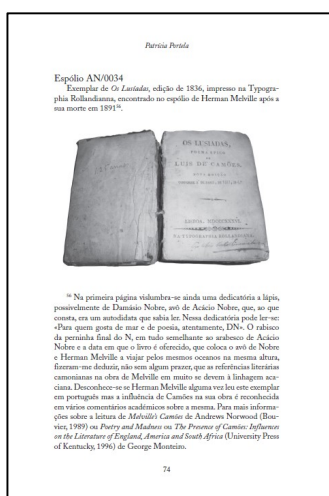 Patrícia Portela
Espólio AN/0034
Exemplar de Os Lusíadas, edição de 1836, impresso na Typogra-
phia Rollandianna, encontrado no espólio de Herman Melville após a
sua morte em 1891⁵⁶.
OS LUSIADAS,
POEMA EPICO
DE
LUIS DE CAMÕES.
NOVA EDIÇÃO
LISBOA. MDCCCXXXVI.
NA TYPOGRAPHIA ROLLANDIANA.
⁵⁶ Na primeira página vislumbra-se ainda uma dedicatória a lápis,
possivelmente de Damásio Nobre, avô de Acácio Nobre, que, ao que
consta, era um autodidata que sabia ler. Nessa dedicatória pode ler-se:
«Para quem gosta de mar e de poesia, atentamente, DN». O rabisco
da perninha final do N, em tudo semelhante ao arabesco de Acácio
Nobre e a data em que o livro é oferecido, que coloca o avô de Nobre
e Herman Melville a viajar pelos mesmos oceanos na mesma altura,
fizeram-me deduzir, não sem algum prazer, que as referências literárias
camonianas na obra de Melville em muito se devem à linhagem aca-
ciana. Desconhece-se se Herman Melville alguma vez leu este exemplar
em português mas a influência de Camões na sua obra é reconhecida
em vários comentários académicos sobre a mesma. Para mais informa-
ções sobre a leitura de Melville's Camões de Andrews Norwood (Bou-
vier, 1989) ou Poetry and Madness ou The Presence of Camões: Influences
on the Literature of England, America and South Africa (University Press
of Kentucky, 1996) de George Monteiro.
74